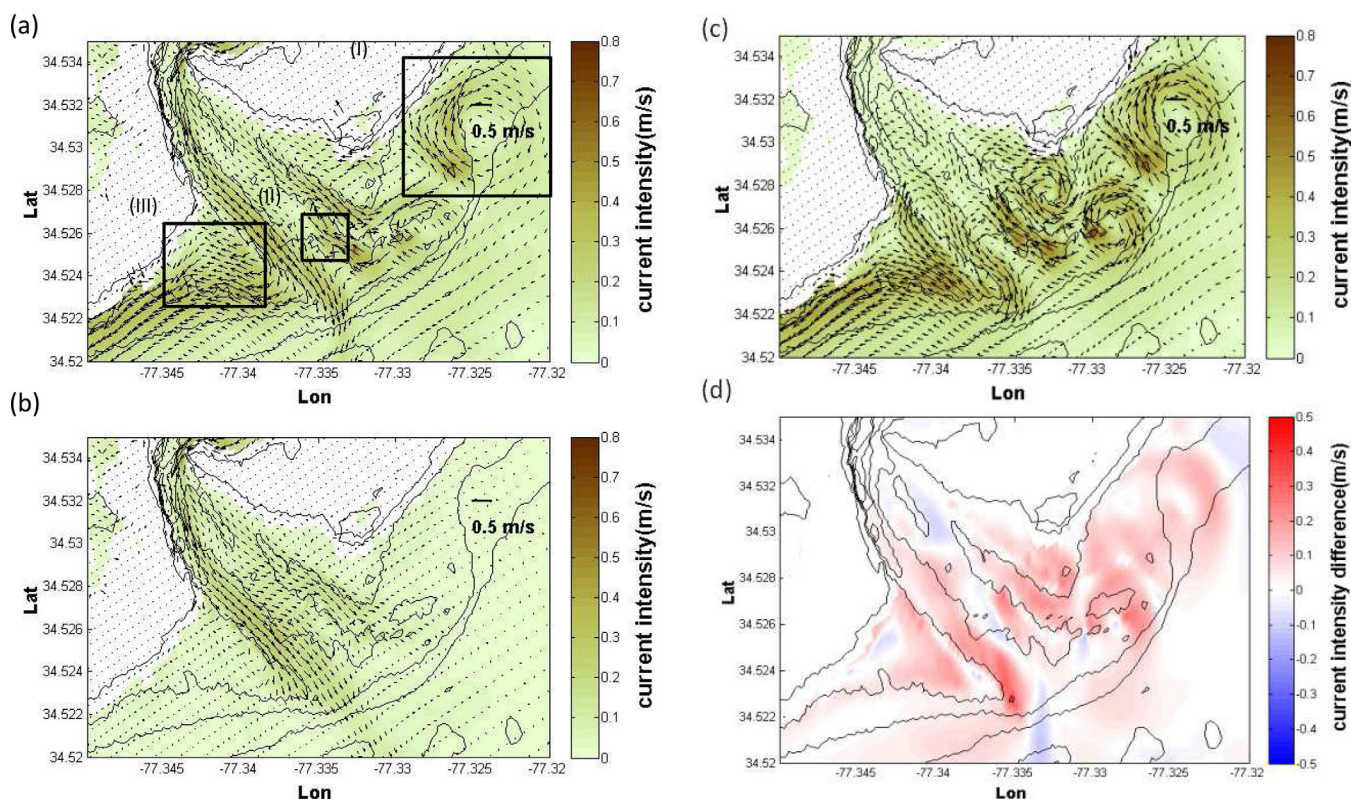 (a)
(I)
(II)
(III)
0.5 m/s
34.534
34.532
34.53
34.528
34.526
34.524
34.522
34.52
Lat
-77.345 -77.34 -77.335 -77.33 -77.325 -77.32
Lon
0.8
0.7
0.6
0.5
0.4
0.3
0.2
0.1
0
current intensity(m/s)
(c)
0.5 m/s
34.534
34.532
34.53
34.528
34.526
34.524
34.522
34.52
-77.345 -77.34 -77.335 -77.33 -77.325 -77.32
Lon
0.8
0.7
0.6
0.5
0.4
0.3
0.2
0.1
0
current intensity(m/s)
(b)
0.5 m/s
34.534
34.532
34.53
34.528
34.526
34.524
34.522
34.52
Lat
-77.345 -77.34 -77.335 -77.33 -77.325 -77.32
Lon
0.8
0.7
0.6
0.5
0.4
0.3
0.2
0.1
0
current intensity(m/s)
(d)
34.534
34.532
34.53
34.528
34.526
34.524
34.522
34.52
Lat
-77.345 -77.34 -77.335 -77.33 -77.325 -77.32
Lon
0.5
0.4
0.3
0.2
0.1
0
-0.1
-0.2
-0.3
-0.4
-0.5
current intensity difference(m/s)